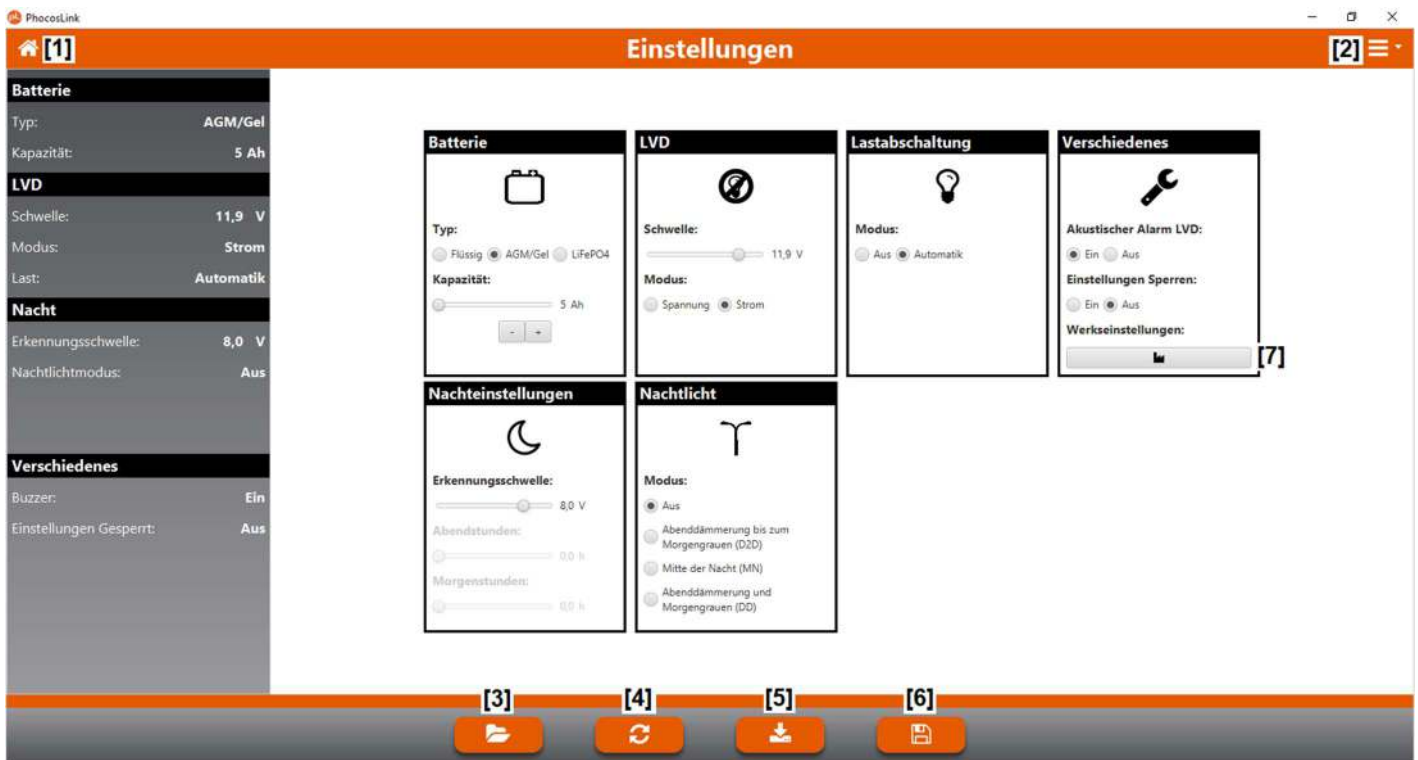 PhocosLink
[1]
Einstellungen
[2]
Batterie
Typ: AGM/Gel
Kapazität: 5 Ah
LVD
Schwelle: 11,9 V
Modus: Strom
Last: Automatik
Nacht
Erkennungsschwelle: 8,0 V
Nachtlichtmodus: Aus
Verschiedenes
Buzzer: Ein
Einstellungen Gesperrt: Aus
Batterie
Typ:
Flüssig AGM/Gel LiFePO4
Kapazität:
5 Ah
- +
LVD
Schwelle:
11,9 V
Modus:
Spannung Strom
Lastabschaltung
Modus:
Aus Automatik
Verschiedenes
Akustischer Alarm LVD:
Ein Aus
Einstellungen Sperren:
Ein Aus
Werkseinstellungen:
[7]
Nachteinstellungen
Erkennungsschwelle:
8,0 V
Abendstunden:
0,0 h
Morgenstunden:
0,0 h
Nachtlicht
Modus:
Aus
Abenddämmerung bis zum
Morgengrauen (D2D)
Mitte der Nacht (MN)
Abenddämmerung und
Morgengrauen (DD)
[3] [4] [5] [6]